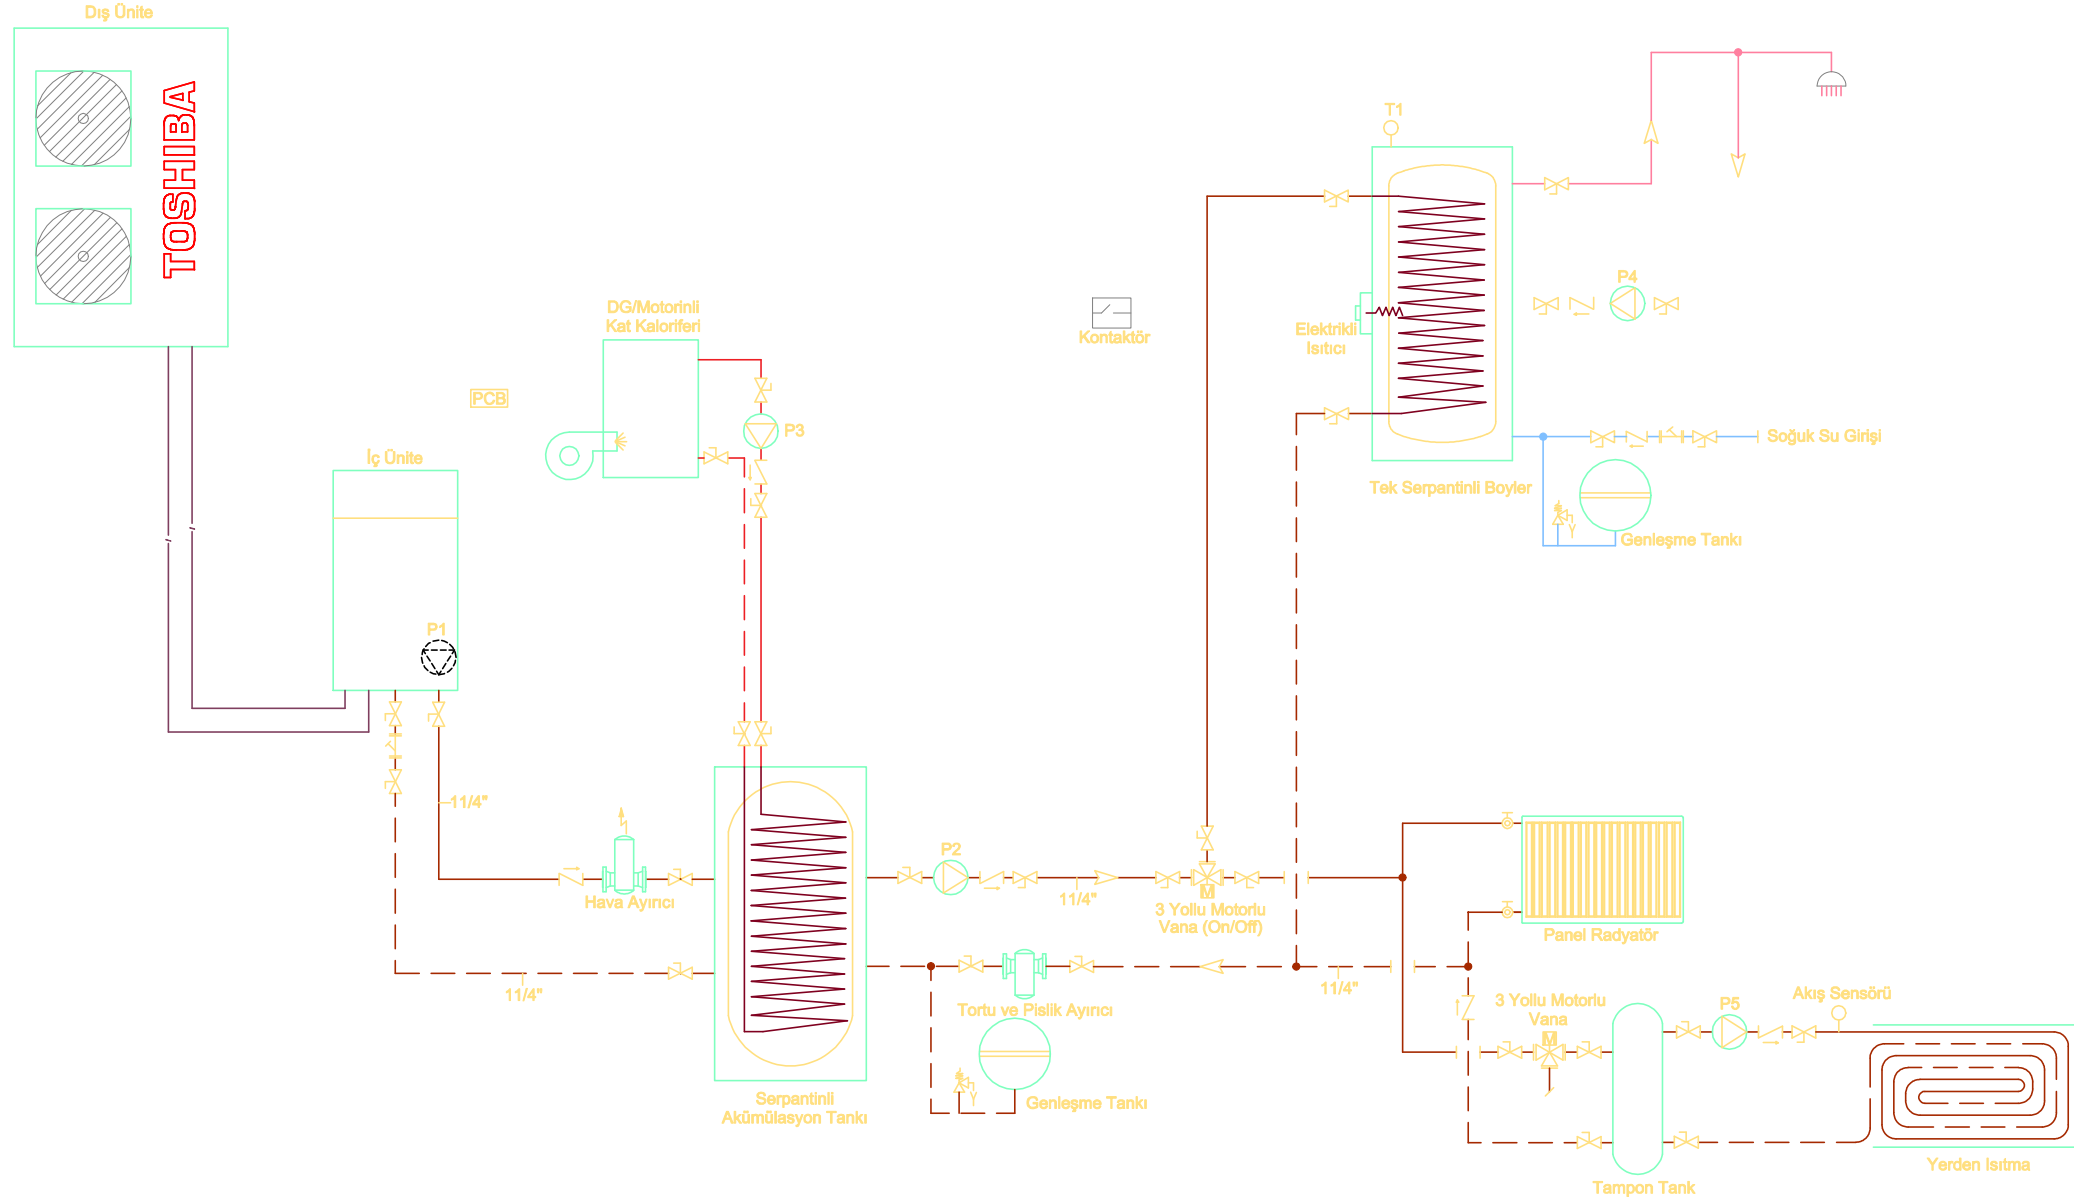 Dış Ünite
TOSHIBA
T1
DG/Motorinli
Kat Kaloriferi
P4
Kontaktör
Elektrikli
Isıtıcı
PCB
P3
Soğuk Su Girişi
İç Ünite
Tek Serpantinli Boyler
Genleşme Tankı
P1
11/4"
Hava Ayırıcı
P2
11/4"
M
3 Yollu Motorlu
Vana (On/Off)
Panel Radyatör
11/4"
11/4"
Tortu ve Pislik Ayırıcı
3 Yollu Motorlu
Vana
M
P5
Akış Sensörü
Serpantinli
Akümülasyon Tankı
Genleşme Tankı
Yerden Isıtma
Tampon Tank